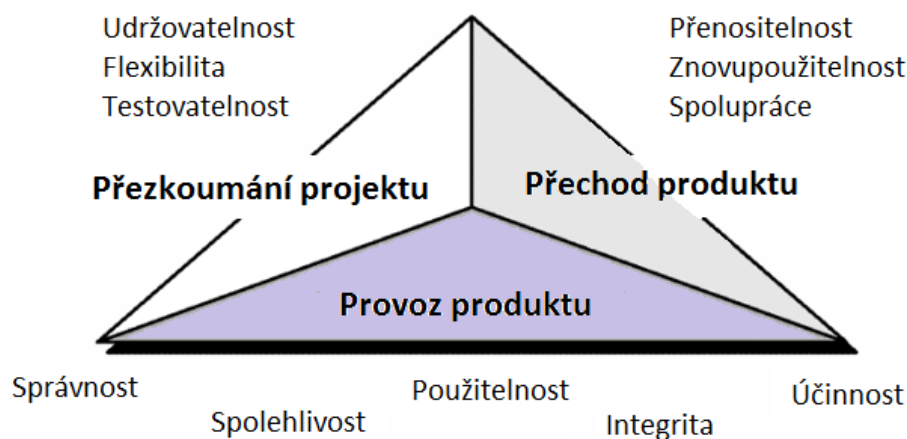 Udržovatelnost
Flexibilita
Testovatelnost
Přenositelnost
Znovupoužitelnost
Spolupráce
Přezkoumání projektu
Přechod produktu
Provoz produktu
Správnost
Spolehlivost
Použitelnost
Integrita
Účinnost